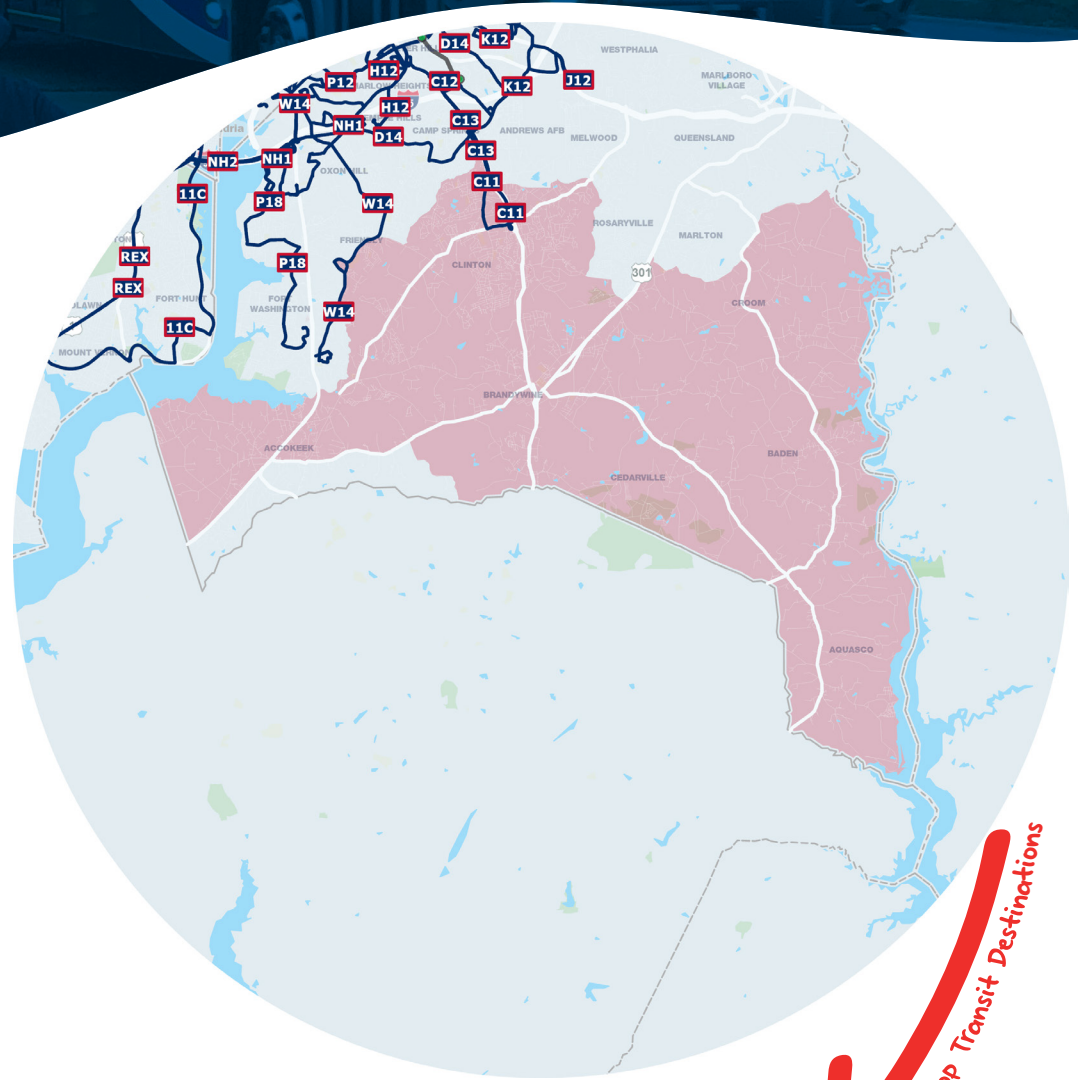 D14
K12
WESTPHALIA
H12
P12
C12
K12
J12
MARLBORO
VILLAGE
W14
H12
NH1
C13
D14
CAMP SPRINGS
ANDREWS AFB
MELWOOD
QUEENSLAND
C13
NH2
NH1
OXON HILL
11C
C11
P18
W14
C11
ROSARYVILLE
MARLTON
FRIENDLY
REX
P18
CLINTON
301
REX
FORT HUNT
FORT
WASHINGTON
CROOM
W14
11C
MOUNT VERNON
BRANDYWINE
ACCOKEEK
BADEN
CEDARVILLE
AQUASCO
Transit Destinations